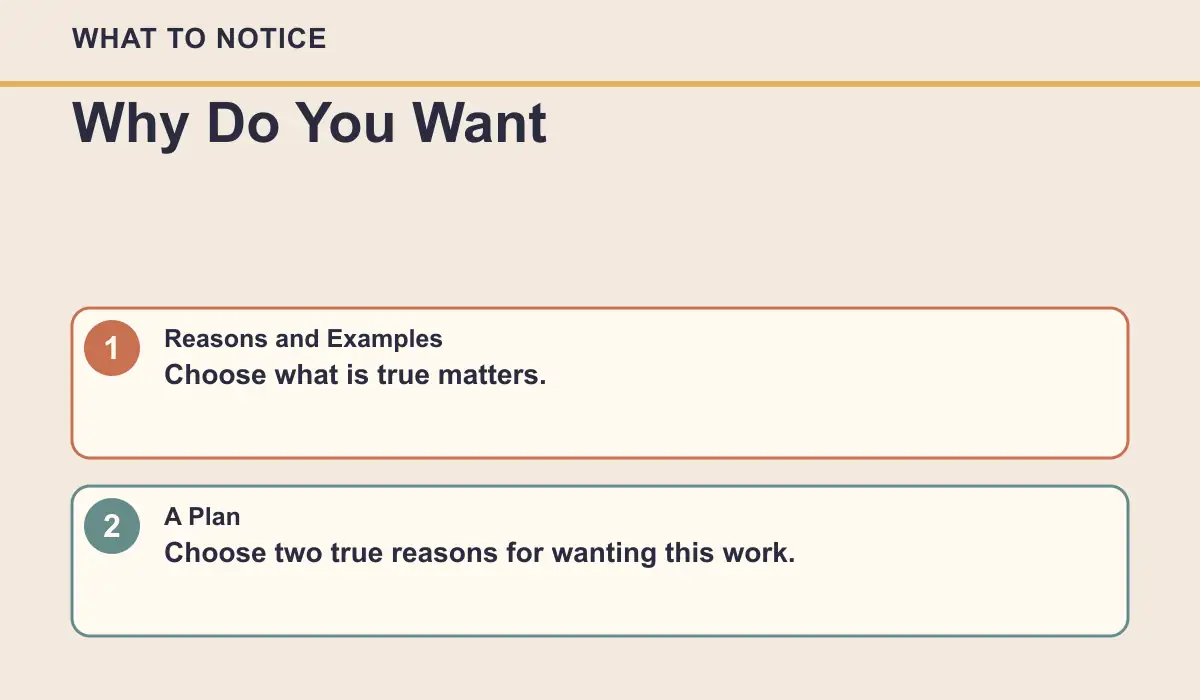 WHAT TO NOTICE
Why Do You Want
1
Reasons and Examples
Choose what is true matters.
2
A Plan
Choose two true reasons for wanting this work.